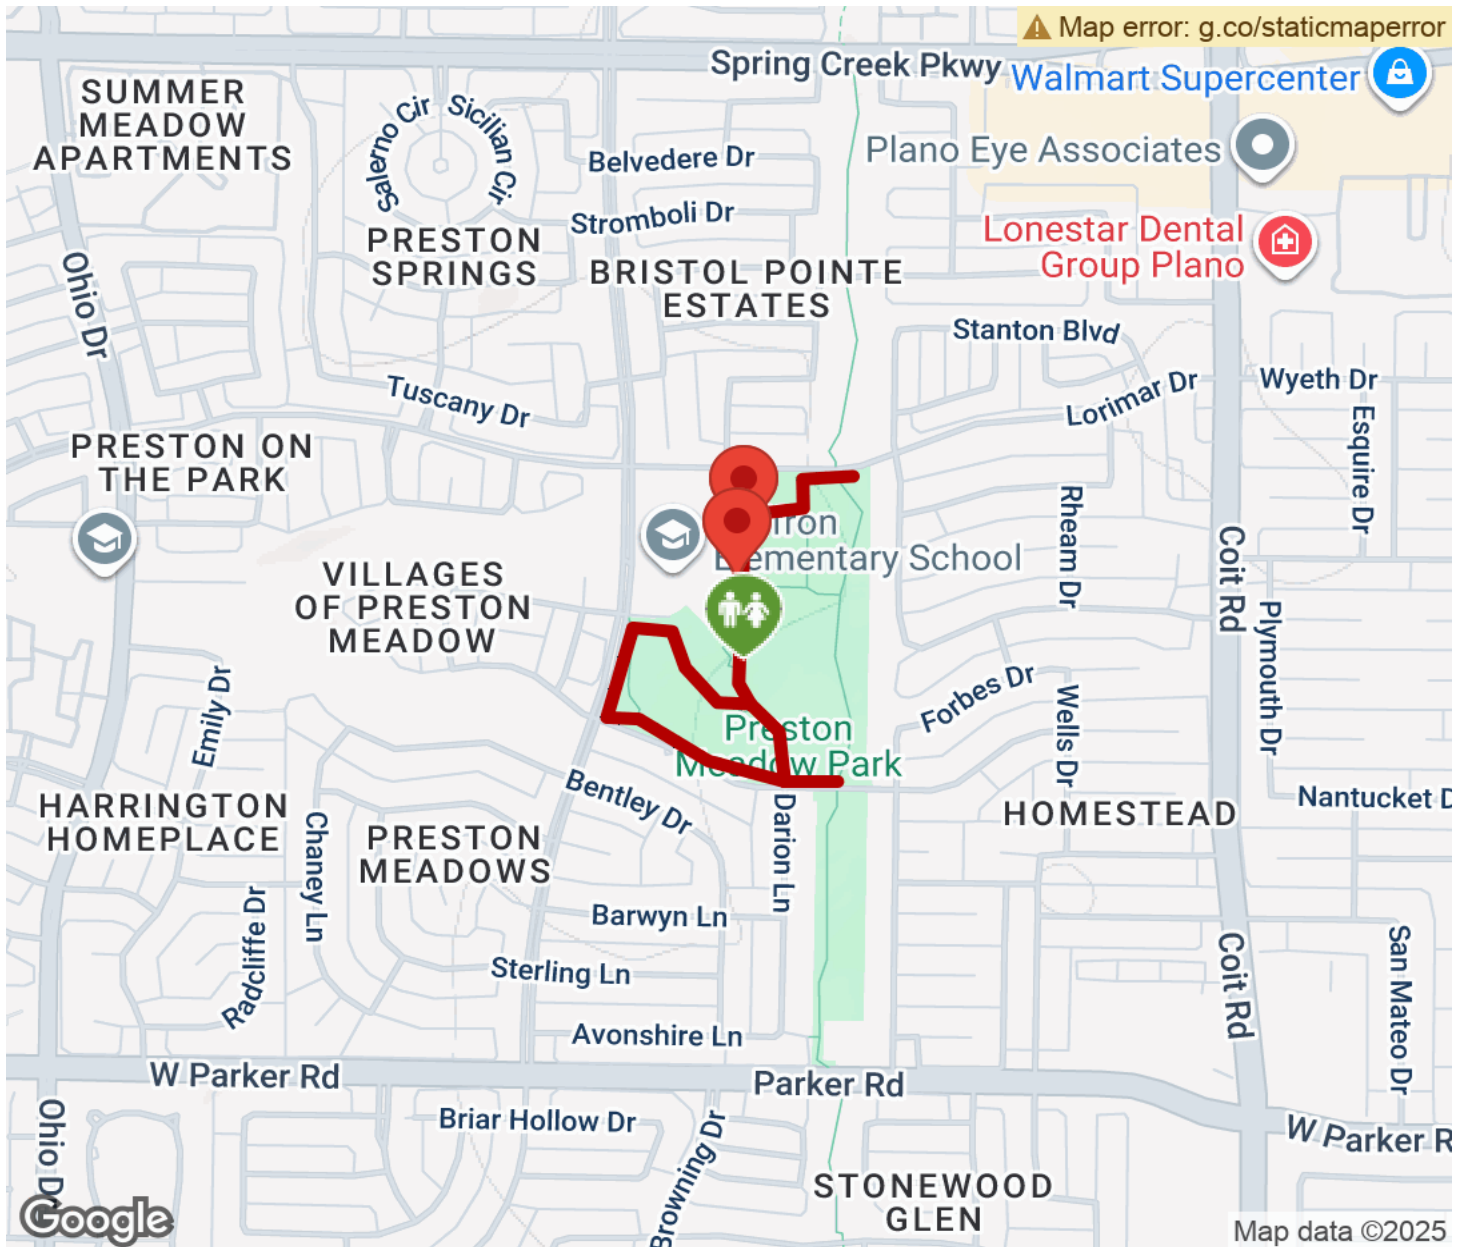 Map error: g.co/staticmaperror
Spring Creek Pkwy
Walmart Supercenter
SUMMER
MEADOW
APARTMENTS
Salerno Cir
Sicilian Cir
Belvedere Dr
Plano Eye Associates
Stromboli Dr
PRESTON
SPRINGS
Lonestar Dental
Group Plano
BRISTOL POINTE
ESTATES
Ohio Dr
Stanton Blvd
Tuscany Dr
Lorimar Dr
Wyeth Dr
Esquire Dr
PRESTON ON
THE PARK
Rheam Dr
Coit Rd
Elementary School
VILLAGES
OF PRESTON
MEADOW
Plymouth Dr
Emily Dr
Forbes Dr
Wells Dr
Preston
Meadow Park
Bentley Dr
HARRINGTON
HOMEPLACE
Chaney Ln
PRESTON
MEADOWS
Darion Ln
HOMESTEAD
Nantucket D
Radcliffe Dr
Barwyn Ln
Sterling Ln
Coit Rd
San Mateo Dr
Avonshire Ln
W Parker Rd
Parker Rd
Ohio Dr
Briar Hollow Dr
Browning Dr
W Parker R
STONEWOOD
GLEN
Google
Map data ©2025